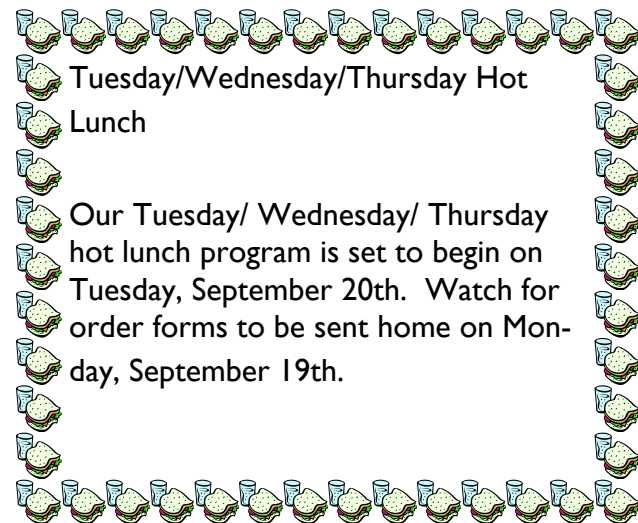 Tuesday/Wednesday/Thursday Hot
Lunch
Our Tuesday/ Wednesday/ Thursday
hot lunch program is set to begin on
Tuesday, September 20th.  Watch for
order forms to be sent home on Mon-
day, September 19th.